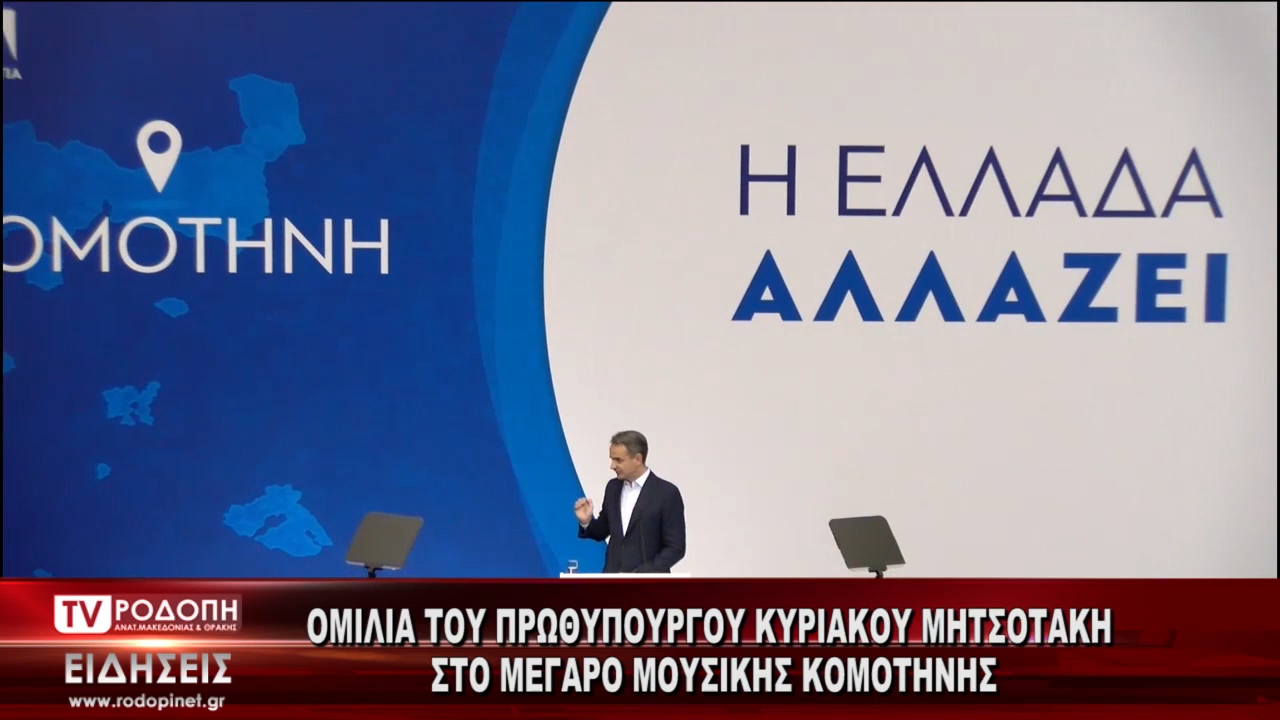 ΟΜΟΤΗΝΗ
Η ΕΛΛΑΔΑ
ΑΛΛΑΖΕΙ
TV ΡΟΔΟΠΗ
ΑΝΑΤ.ΜΑΚΕΔΟΝΙΑΣ & ΘΡΑΚΗΣ
ΕΙΔΗΣΕΙΣ
www.rodopinet.gr
ΟΜΙΛΙΑ ΤΟΥ ΠΡΩΘΥΠΟΥΡΓΟΥ ΚΥΡΙΑΚΟΥ ΜΗΤΣΟΤΑΚΗ
ΣΤΟ ΜΕΓΑΡΟ ΜΟΥΣΙΚΗΣ ΚΟΜΟΤΗΝΗΣ